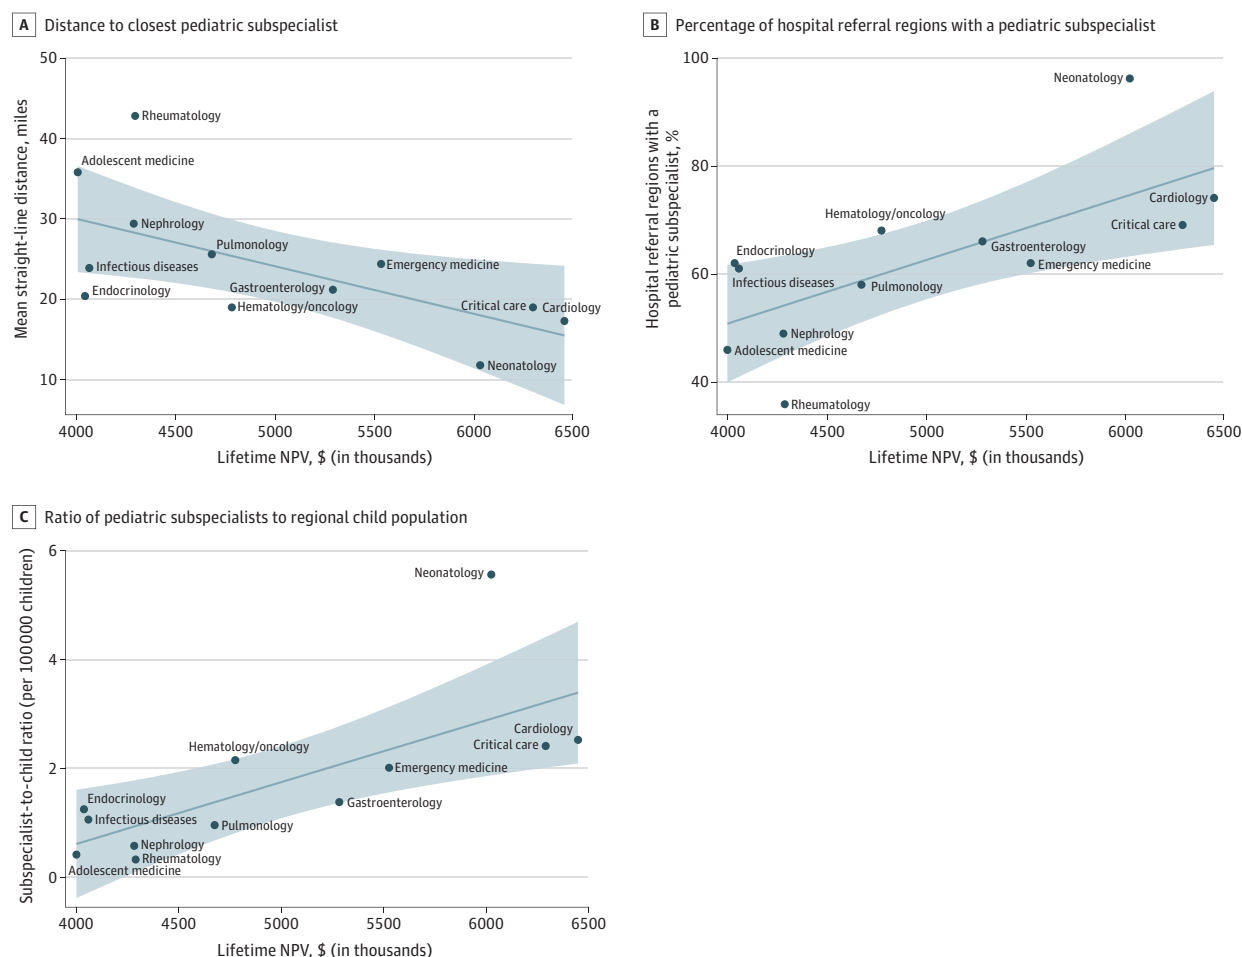 A Distance to closest pediatric subspecialist
Mean straight-line distance, miles
50
40
30
20
10
Rheumatology
Adolescent medicine
Nephrology
Pulmonology
Infectious diseases
Emergency medicine
Endocrinology
Gastroenterology
Hematology/oncology
Critical care
Cardiology
Neonatology
4000 4500 5000 5500 6000 6500
Lifetime NPV, $ (in thousands)
B Percentage of hospital referral regions with a pediatric subspecialist
Hospital referral regions with a
pediatric subspecialist, %
100
80
60
40
Neonatology
Cardiology
Hematology/oncology
Critical care
Endocrinology
Gastroenterology
Emergency medicine
Infectious diseases
Pulmonology
Nephrology
Adolescent medicine
Rheumatology
4000 4500 5000 5500 6000 6500
Lifetime NPV, $ (in thousands)
C Ratio of pediatric subspecialists to regional child population
Subspecialist-to-child ratio (per 100 000 children)
6
4
2
0
Neonatology
Cardiology
Hematology/oncology
Critical care
Emergency medicine
Endocrinology
Gastroenterology
Infectious diseases
Pulmonology
Nephrology
Rheumatology
Adolescent medicine
4000 4500 5000 5500 6000 6500
Lifetime NPV, $ (in thousands)